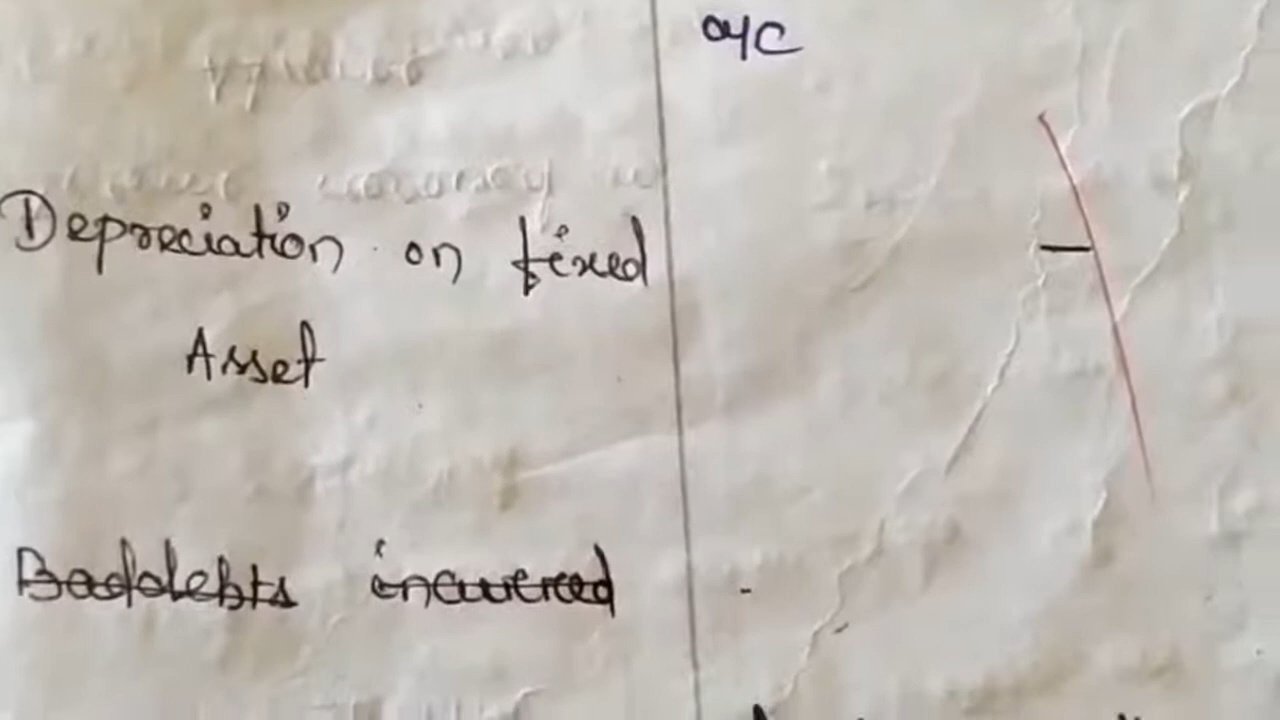 a/c
Depreciation on fixed
Asset
Baddebts incurred